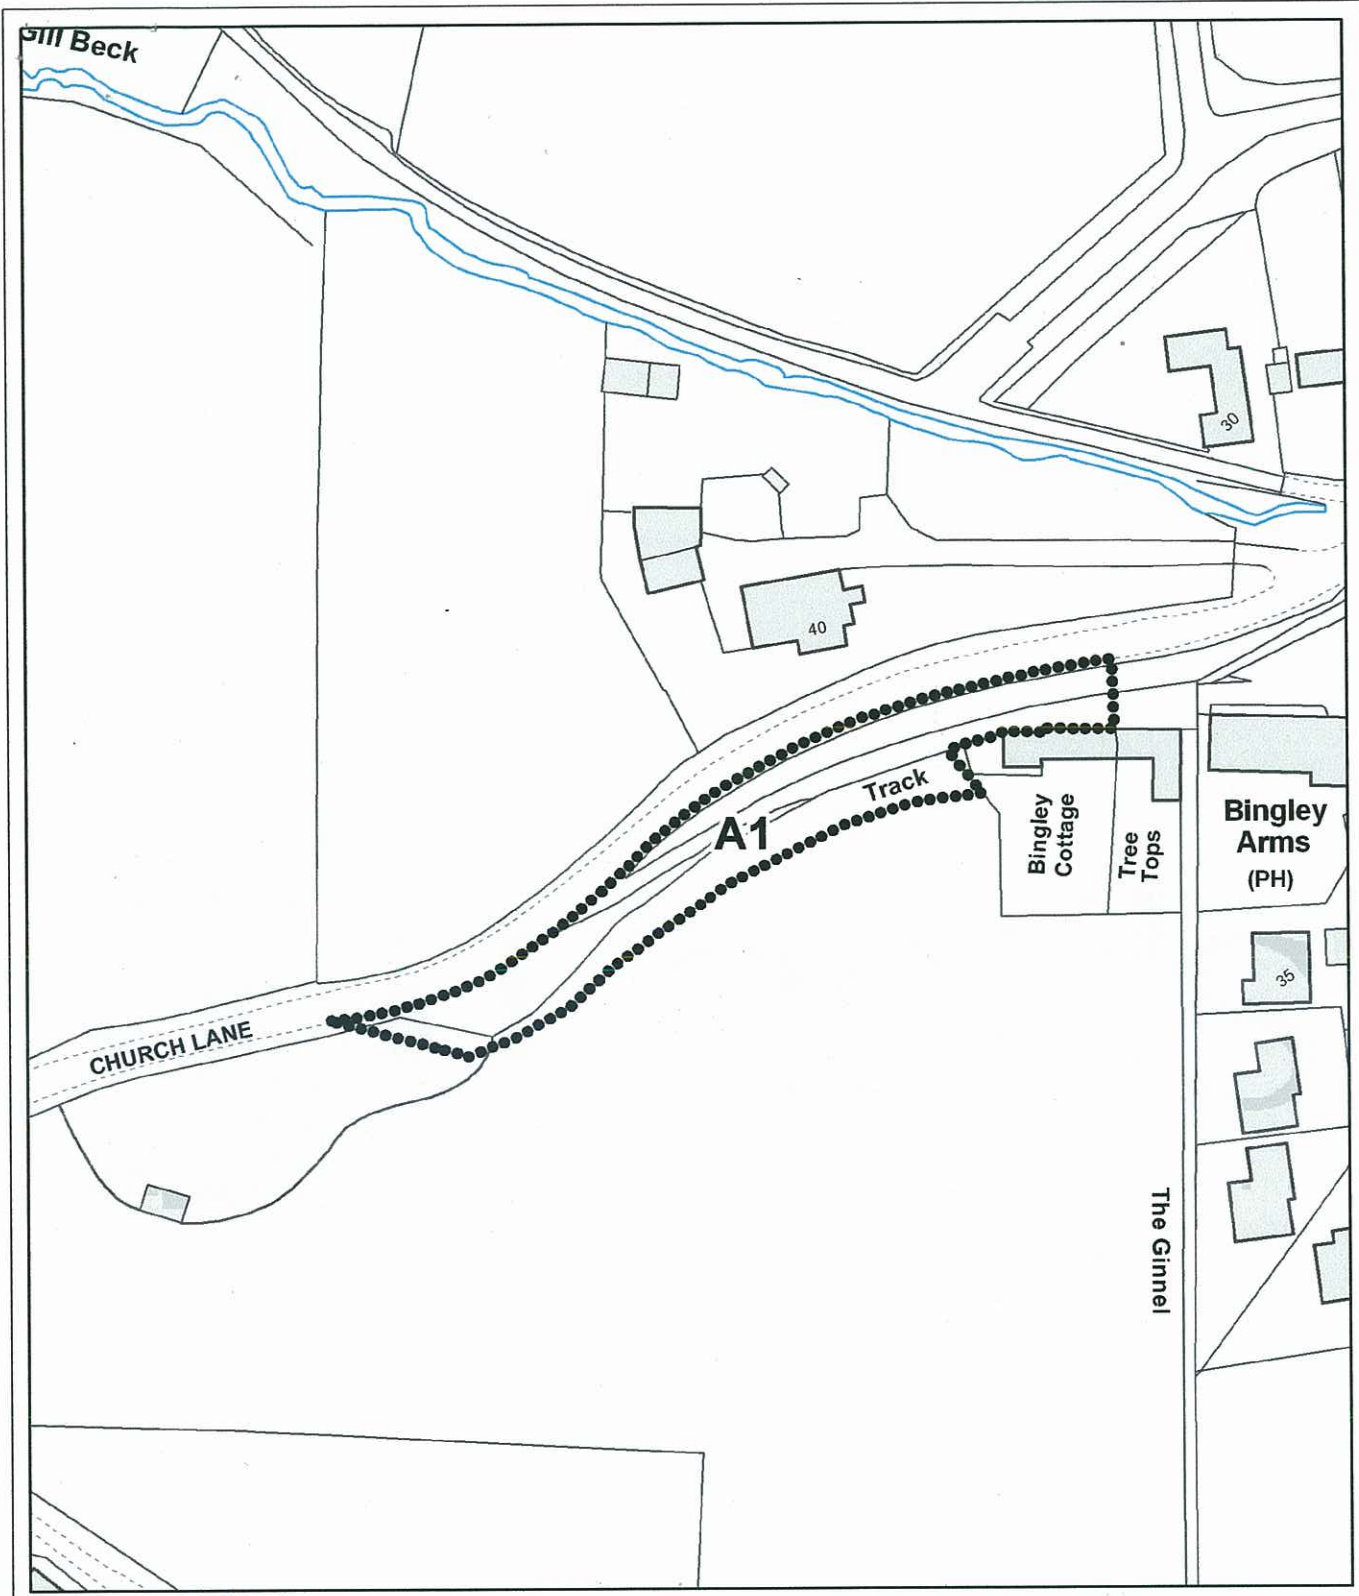 Gill Beck
30
40
Track
A1
Bingley
Cottage
Tree
Tops
Bingley
Arms
(PH)
35
CHURCH LANE
The Ginnel